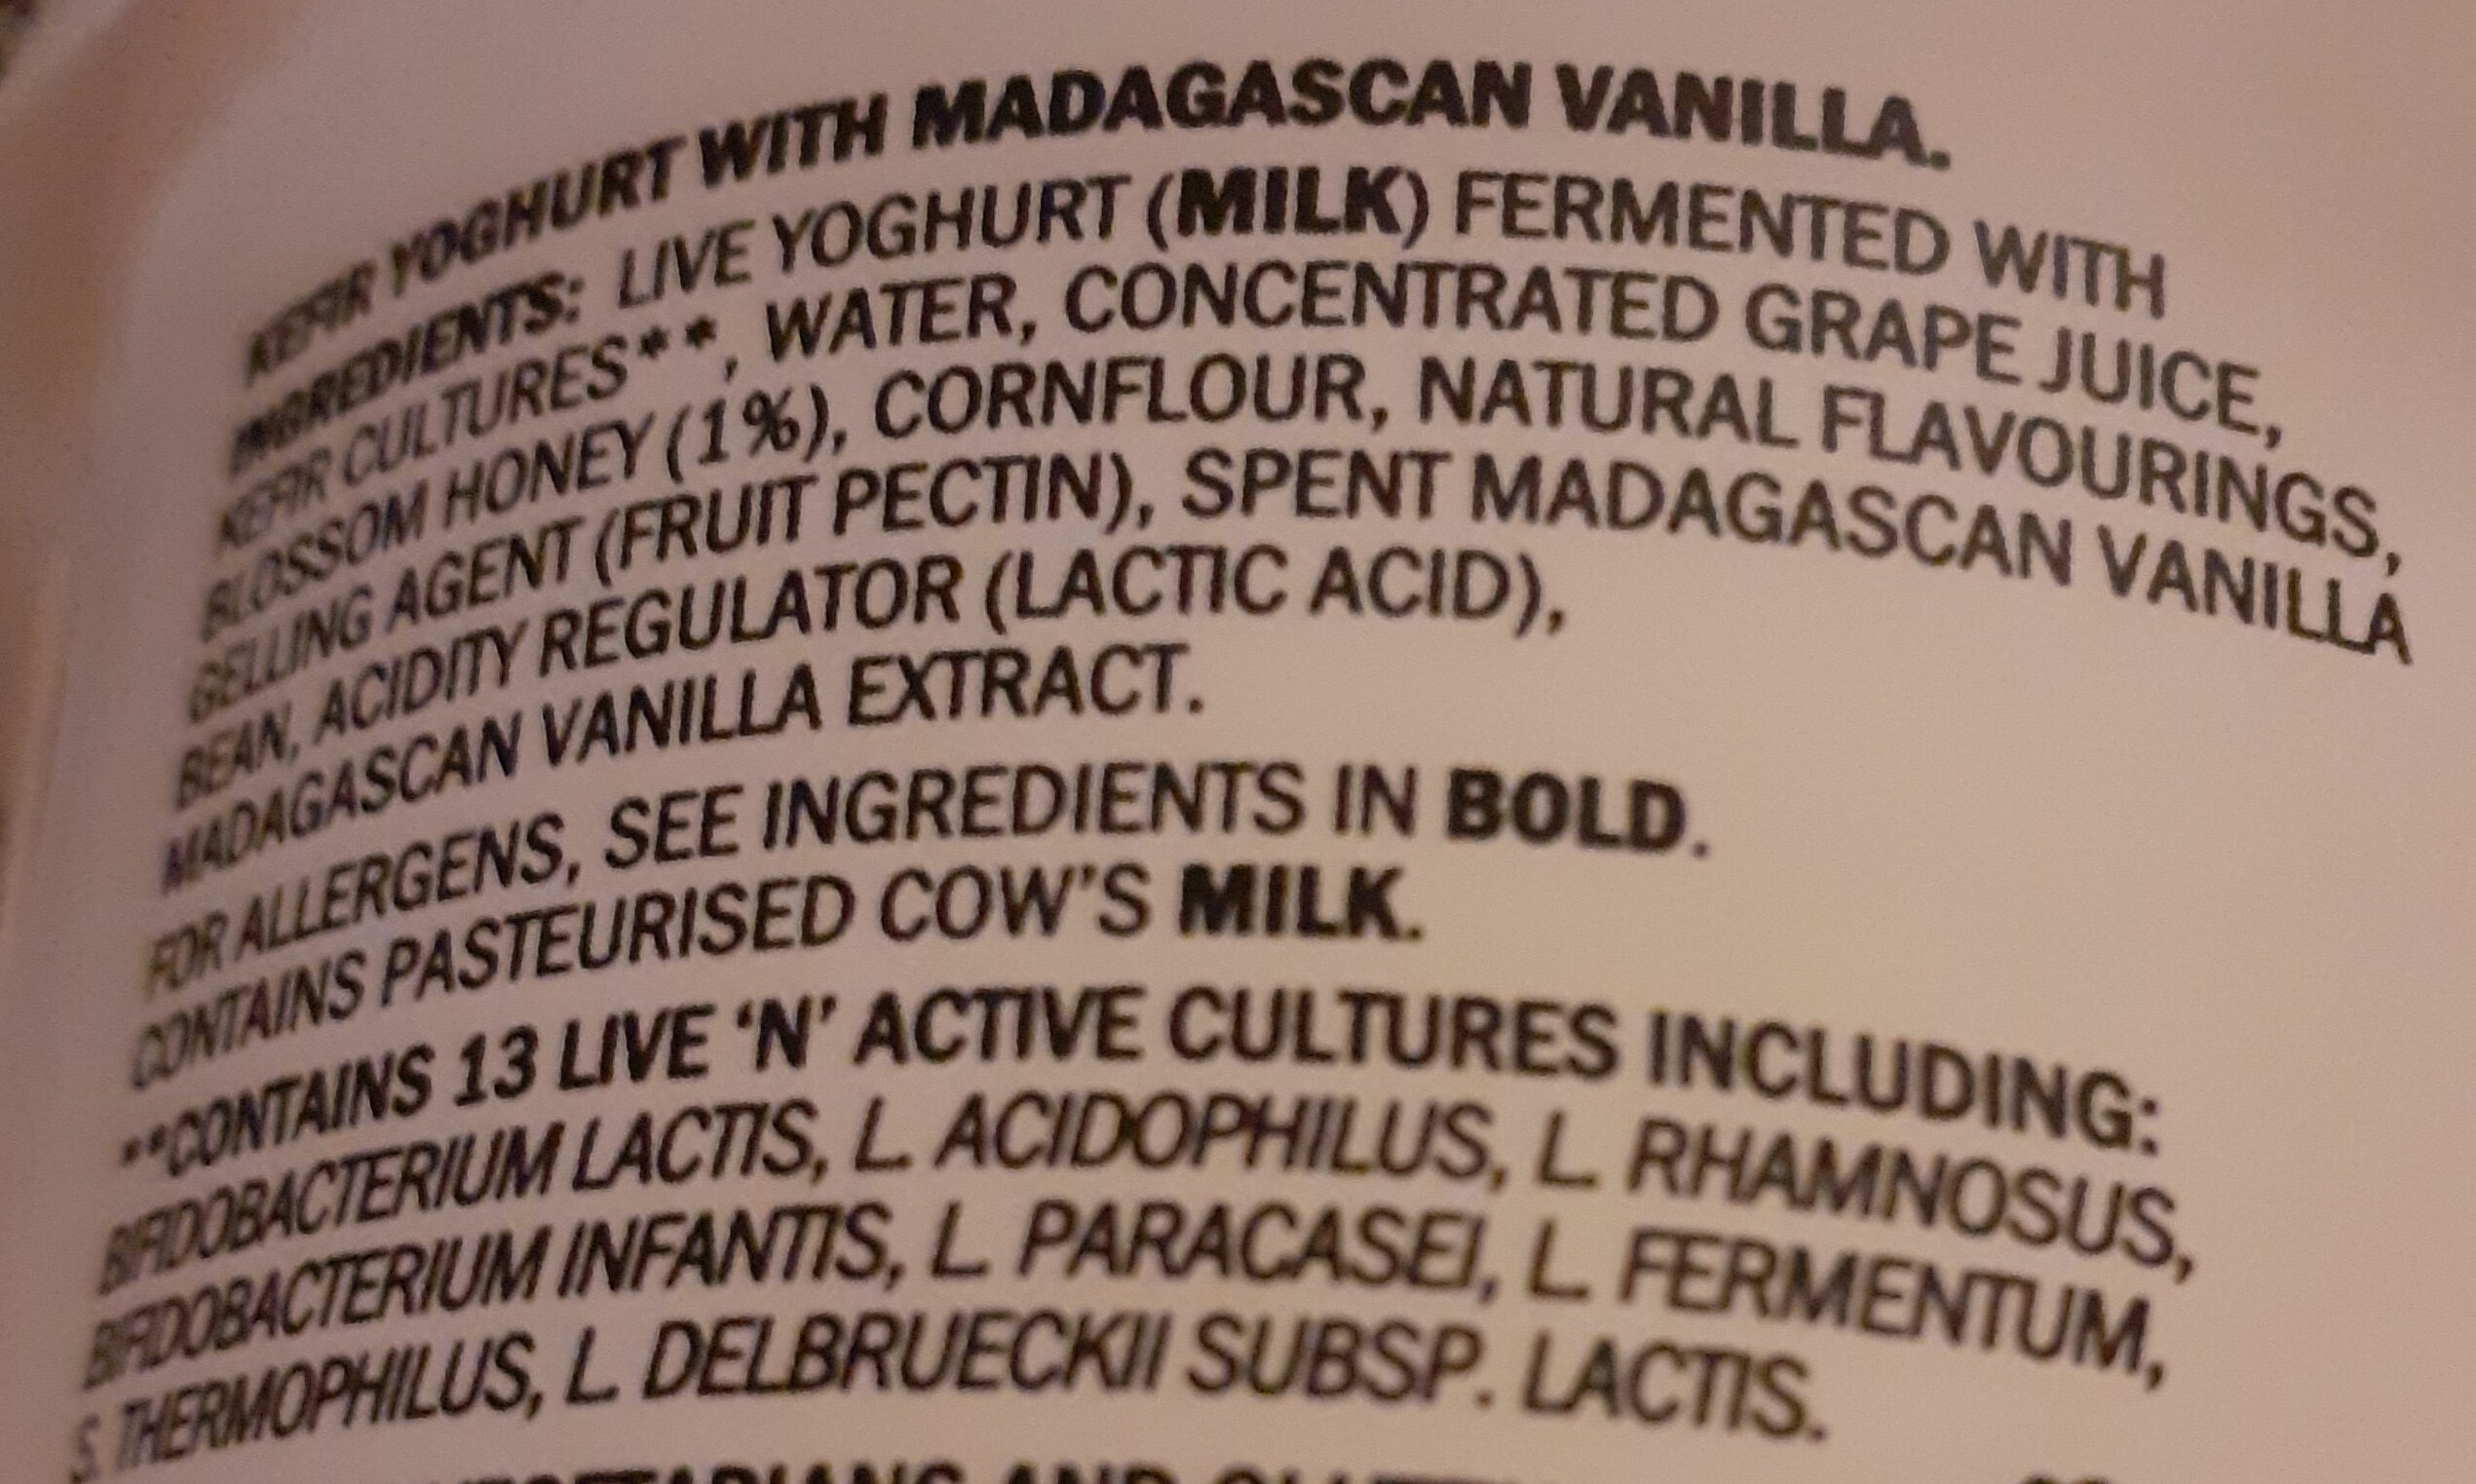 KEFIR YOGHURT WITH MADAGASCAN VANILLA.
INGREDIENTS: LIVE YOGHURT (MILK) FERMENTED WITH
KEFIR CULTURES**, WATER, CONCENTRATED GRAPE JUICE,
BLOSSOM HONEY (1%), CORNFLOUR, NATURAL FLAVOURINGS,
GELLING AGENT (FRUIT PECTIN), SPENT MADAGASCAN VANILLA
BEAN, ACIDITY REGULATOR (LACTIC ACID),
MADAGASCAN VANILLA EXTRACT.
FOR ALLERGENS, SEE INGREDIENTS IN BOLD.
CONTAINS PASTEURISED COW'S MILK.
**CONTAINS 13 LIVE 'N' ACTIVE CULTURES INCLUDING:
BIFIDOBACTERIUM LACTIS, L. ACIDOPHILUS, L. RHAMNOSUS,
BIFIDOBACTERIUM INFANTIS, L. PARACASEI, L. FERMENTUM,
S. THERMOPHILUS, L. DELBRUECKII SUBSP. LACTIS.
AND